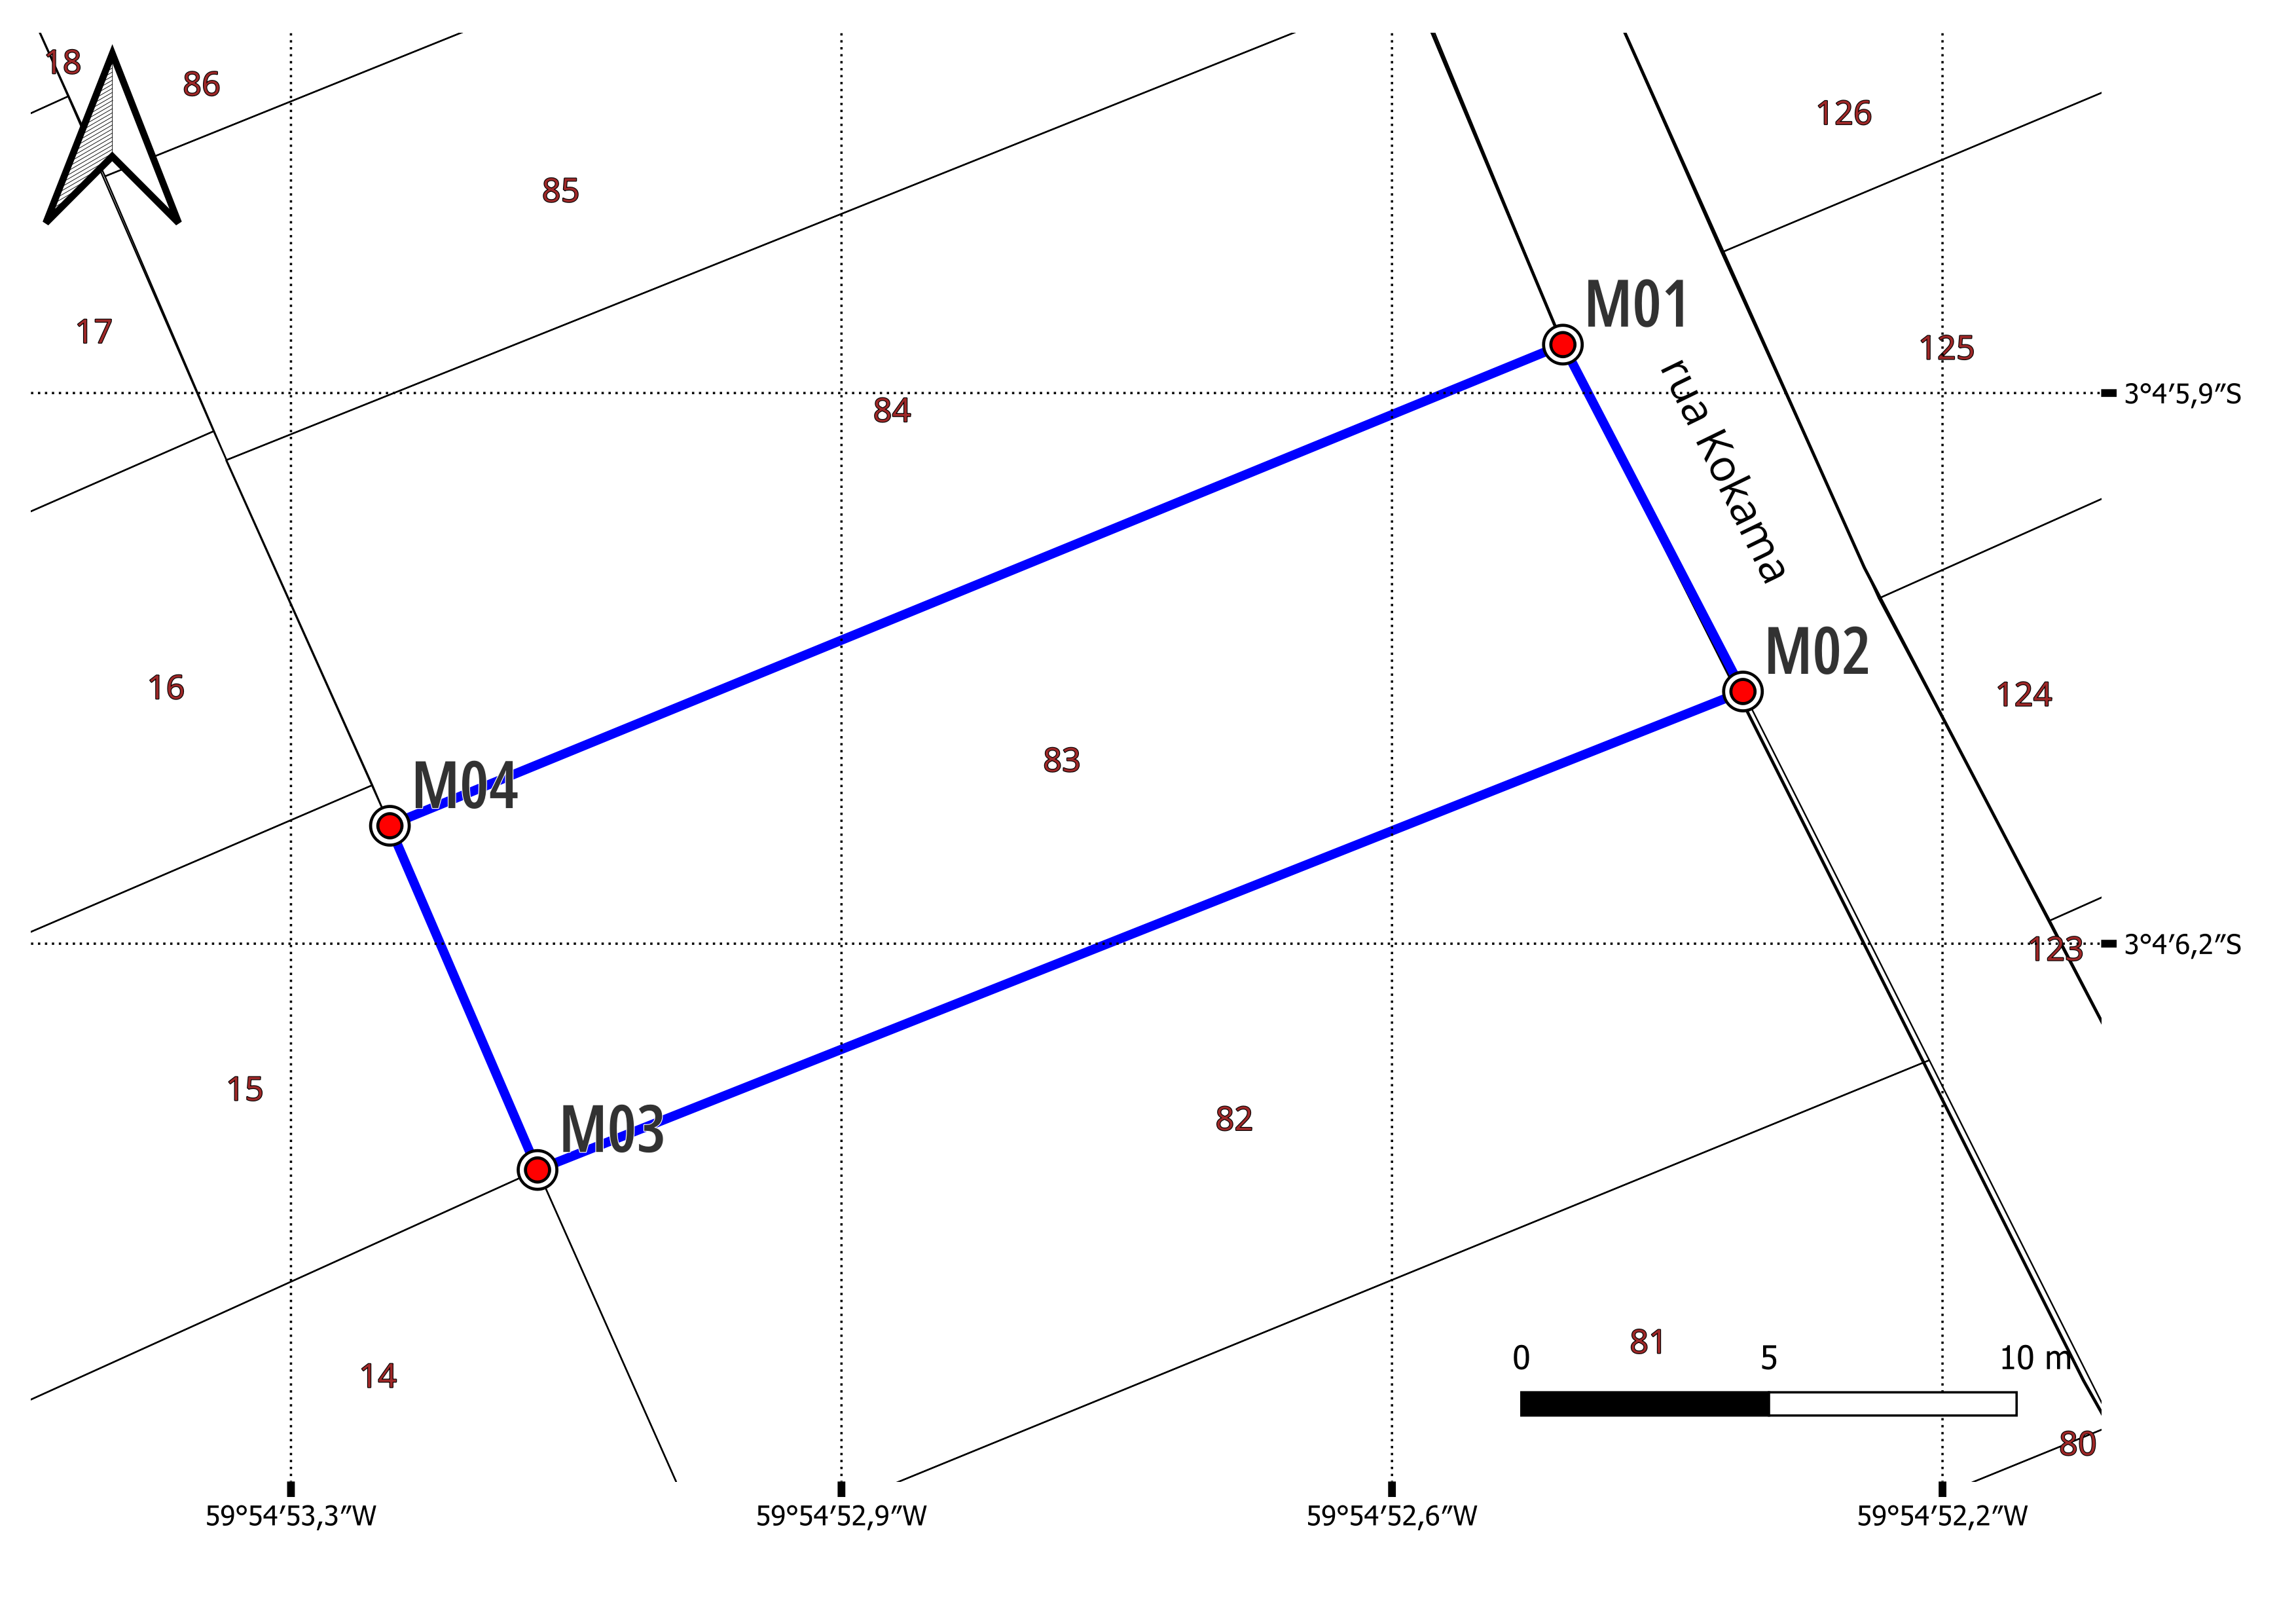 18
86
126
85
M01
17
125
3°4′5,9″S
84
rua Kokama
M02
16
124
83
M04
123
3°4′6,2″S
15
82
M03
81
14
0 5 10 m
80
59°54′53,3″W
59°54′52,9″W
59°54′52,6″W
59°54′52,2″W